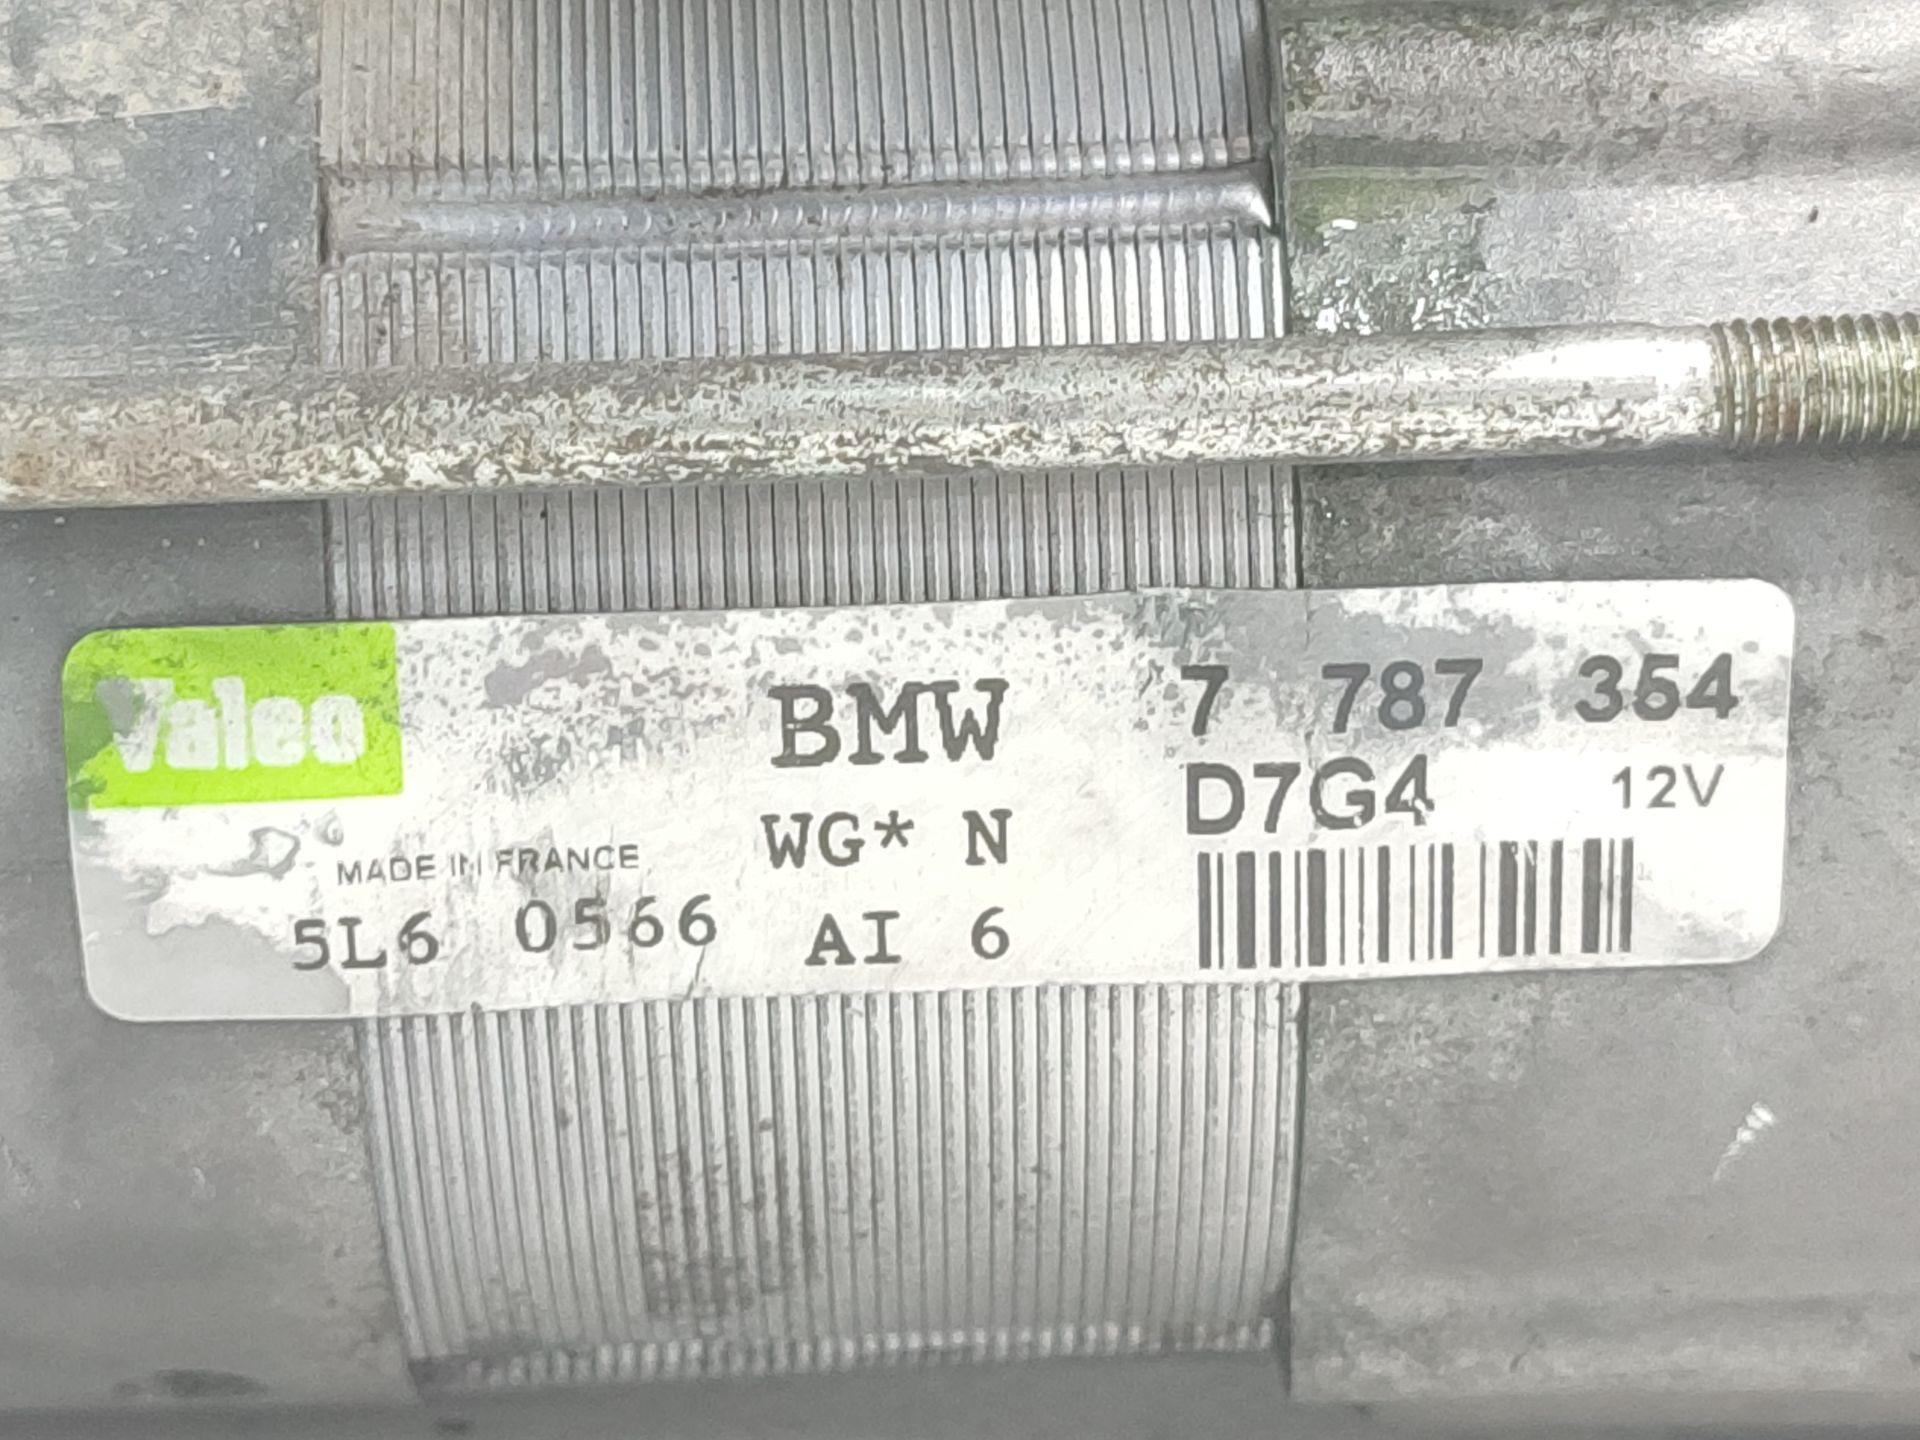 Valeo
BMW 7 787 354
D7G4 12V
MADE IN FRANCE WG* N
5L6 0566 AI 6